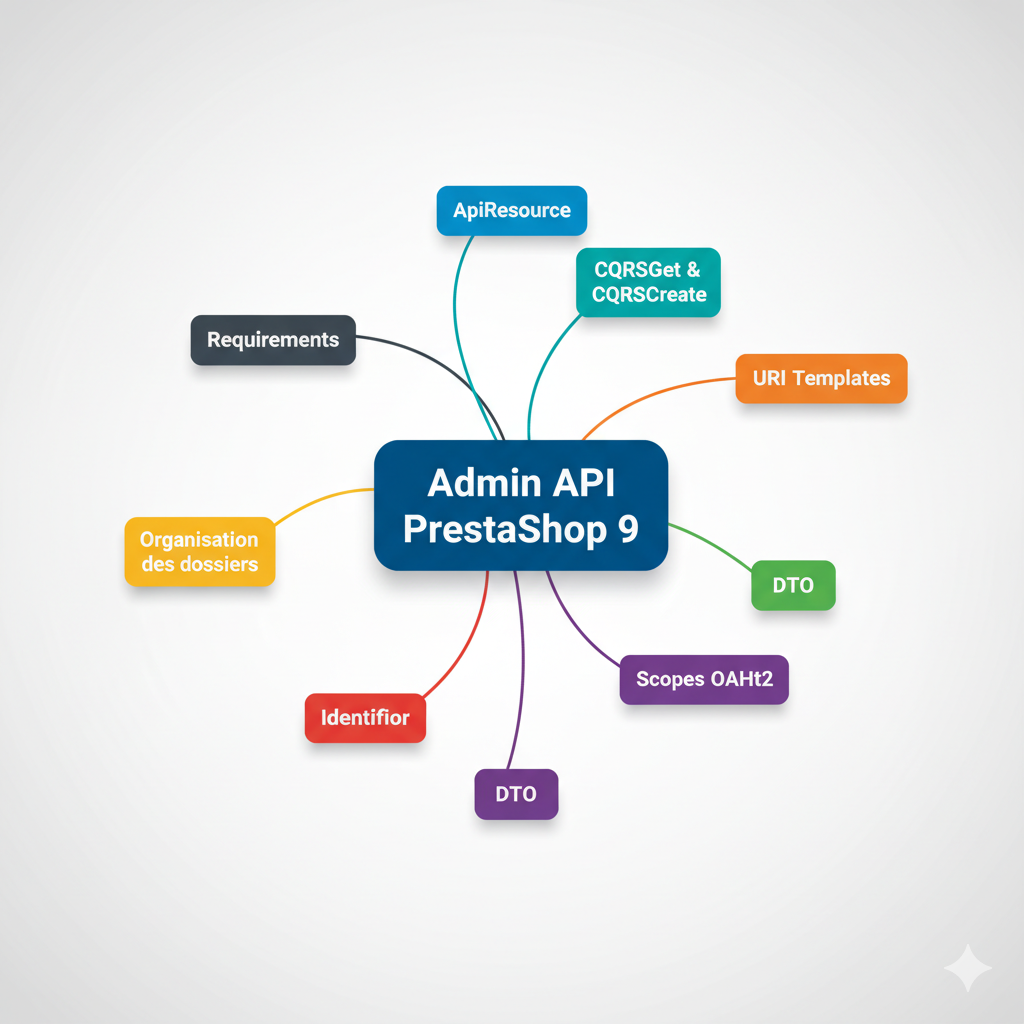 ApiResource
CQRSGet &
CQRSCreate
Requirements
URI Templates
Admin API
PrestaShop 9
Organisation
des dossiers
DTO
Scopes OAHt2
Identifior
DTO